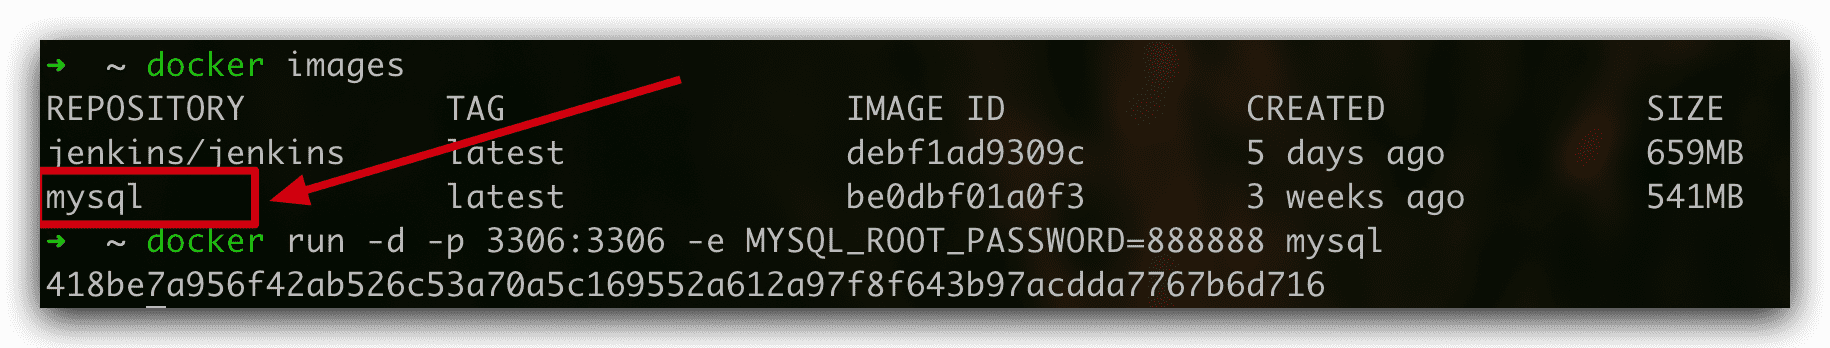 ➜ ~ docker images
REPOSITORY TAG IMAGE ID CREATED SIZE
jenkins/jenkins latest debf1ad9309c 5 days ago 659MB
mysql latest be0dbf01a0f3 3 weeks ago 541MB
➜ ~ docker run -d -p 3306:3306 -e MYSQL_ROOT_PASSWORD=888888 mysql
418be7a956f42ab526c53a70a5c169552a612a97f8f643b97acdda7767b6d716